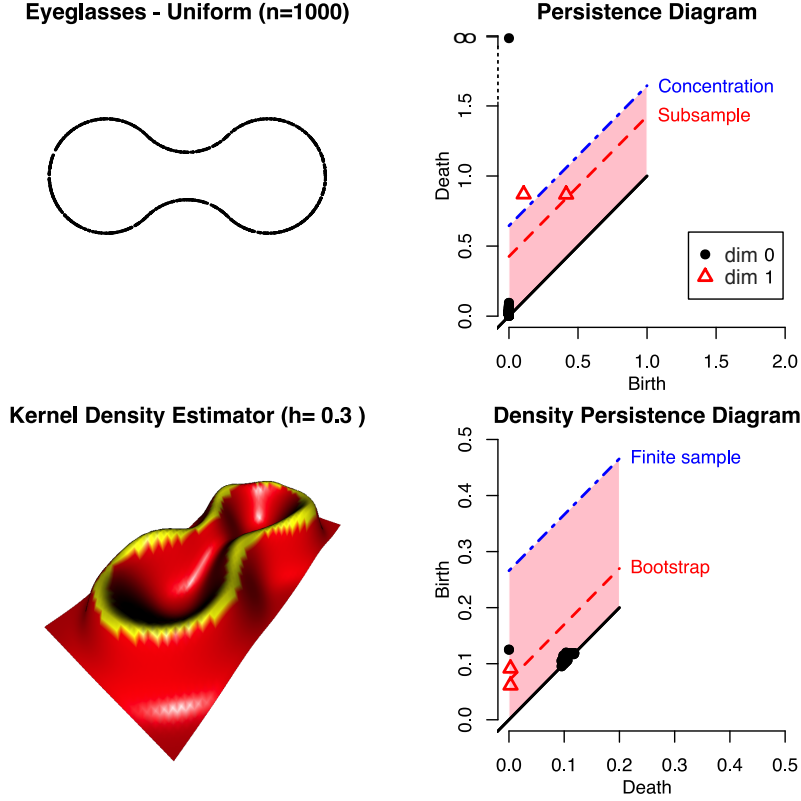 Eyeglasses - Uniform (n=1000)
Persistence Diagram
∞
1.5
1.0
0.5
0.0
Death
Concentration
Subsample
dim 0
dim 1
0.0 0.5 1.0 1.5 2.0
Birth
Kernel Density Estimator (h= 0.3 )
Density Persistence Diagram
0.5
0.4
0.3
0.2
0.1
0.0
Birth
Finite sample
Bootstrap
0.0 0.1 0.2 0.3 0.4 0.5
Death